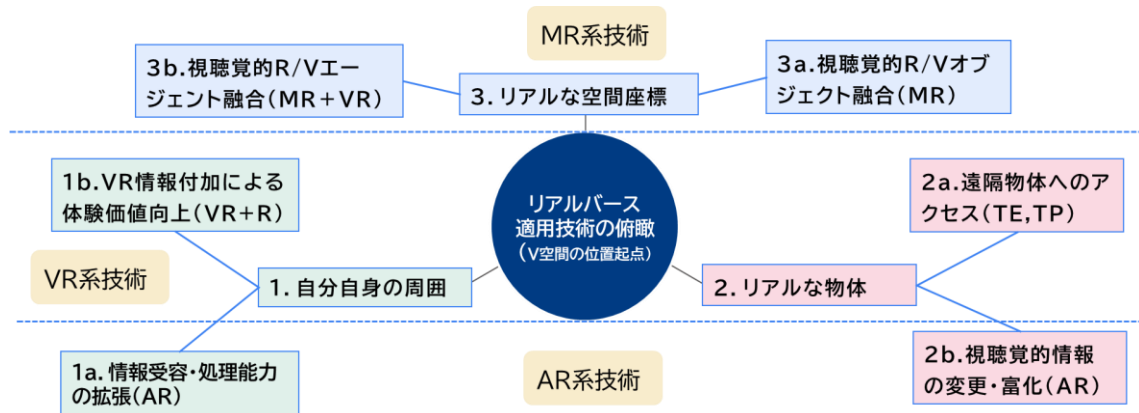 MR系技術
3b.視聴覚的R/Vエー
ジェント融合(MR+VR)
3. リアルな空間座標
3a.視聴覚的R/Vオブ
ジェクト融合(MR)
リアルバース
適用技術の俯瞰
(V空間の位置起点)
1b.VR情報付加による
体験価値向上(VR+R)
VR系技術
1. 自分自身の周囲
2a.遠隔物体へのア
クセス(TE,TP)
2. リアルな物体
1a. 情報受容・処理能力
の拡張(AR)
AR系技術
2b.視聴覚的情報
の変更・富化(AR)